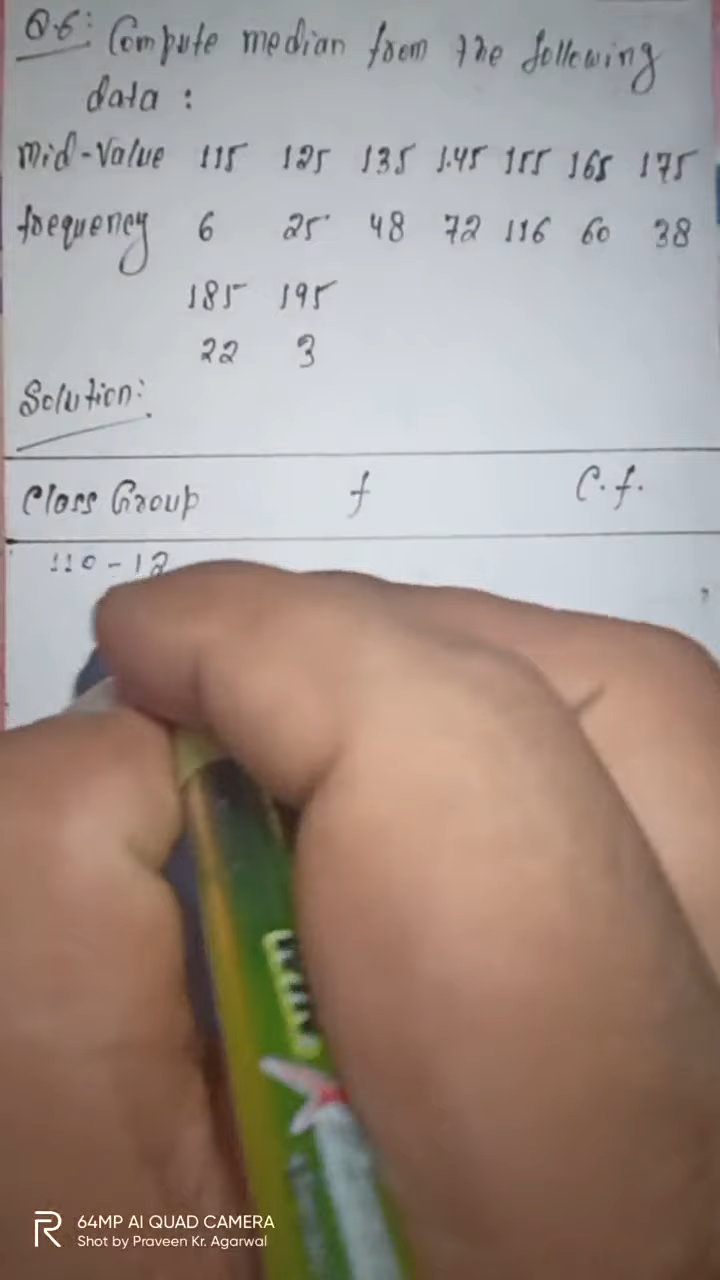 Q.6: Compute median from the following
data :
Mid-Value 115 125 135 145 155 165 175
frequency 6 25 48 72 116 60 38
185 195
22 3
Solution:
Class Group f C.f.
110-12
64MP AI QUAD CAMERA
Shot by Praveen Kr. Agarwal